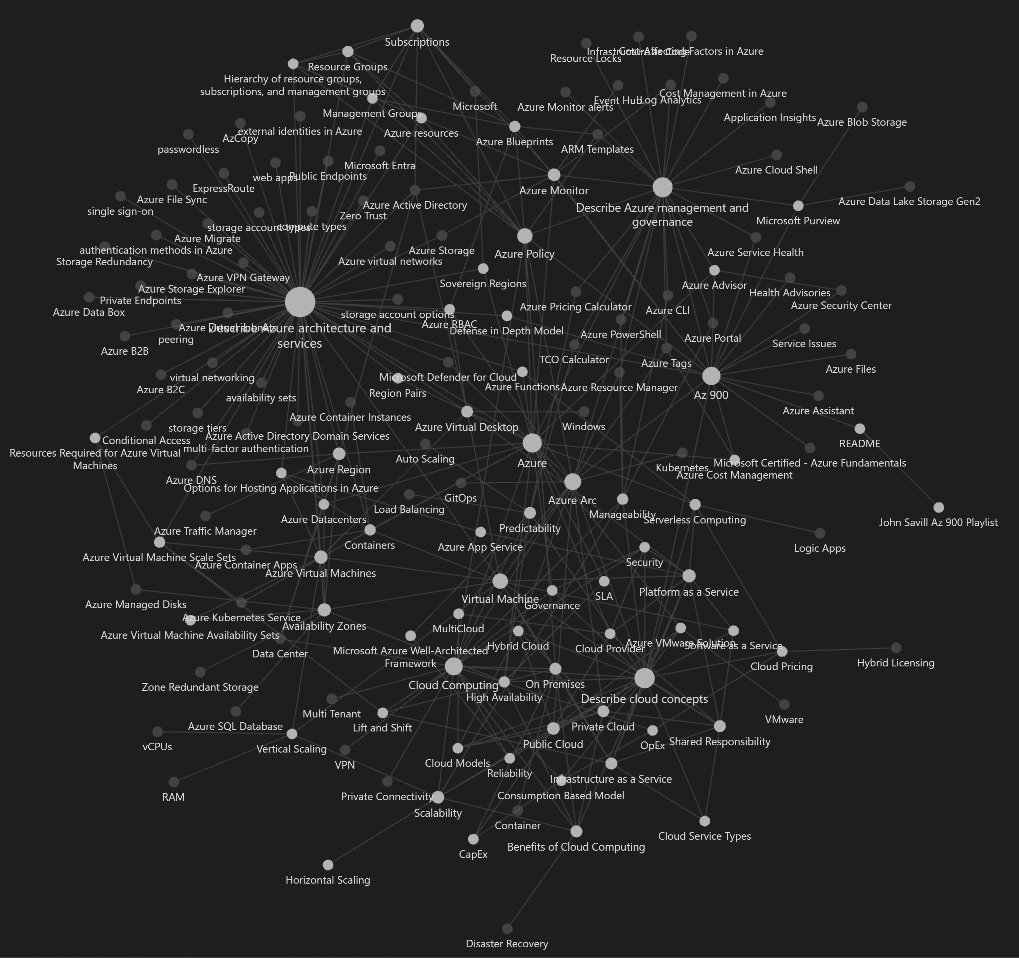 Subscriptions
Resource Groups
Hierarchy of resource groups,
subscriptions, and management groups
Management Groups
Azure resources
Microsoft
Azure Blueprints
Resource Locks
Infrastructure as Code
Cost Affecting Factors in Azure
Azure Monitor alerts
Event Hub
Log Analytics
Cost Management in Azure
Application Insights
Azure Blob Storage
ARM Templates
AzCopy
external identities in Azure
passwordless
web apps
Public Endpoints
Microsoft Entra
Azure Monitor
Describe Azure management and
governance
Azure Cloud Shell
Microsoft Purview
Azure Data Lake Storage Gen2
ExpressRoute
Azure File Sync
single sign-on
storage account types
compute types
Zero Trust
Azure Active Directory
Azure Migrate
authentication methods in Azure
Storage Redundancy
Azure virtual networks
Azure Storage
Azure Policy
Azure Service Health
Azure VPN Gateway
Azure Storage Explorer
Private Endpoints
Azure Data Box
Sovereign Regions
Azure Advisor
Health Advisories
Azure Security Center
storage account options
Azure RBAC
Defense in Depth Model
Azure Pricing Calculator
Azure CLI
Azure PowerShell
Azure Portal
Service Issues
Describe Azure architecture and
services
peering
Azure B2B
TCO Calculator
Azure Tags
Azure Files
virtual networking
Azure B2C
availability sets
Microsoft Defender for Cloud
Region Pairs
Azure Functions
Azure Resource Manager
Az 900
Azure Assistant
storage tiers
Azure Container Instances
Azure Virtual Desktop
Windows
README
Conditional Access
Azure Active Directory Domain Services
multi-factor authentication
Resources Required for Azure Virtual
Machines
Auto Scaling
Azure
Kubernetes
Microsoft Certified - Azure Fundamentals
Azure Cost Management
Azure DNS
Azure Region
Options for Hosting Applications in Azure
GitOps
Azure Arc
Load Balancing
Manageability
Serverless Computing
John Savill Az 900 Playlist
Azure Traffic Manager
Azure Datacenters
Predictability
Containers
Azure App Service
Logic Apps
Azure Virtual Machine Scale Sets
Azure Container Apps
Azure Virtual Machines
Security
Platform as a Service
Azure Managed Disks
Azure Kubernetes Service
Virtual Machine
Governance
SLA
Azure Virtual Machine Availability Sets
Availability Zones
MultiCloud
Data Center
Microsoft Azure Well-Architected
Framework
Hybrid Cloud
Cloud Provider
Azure VMware Solution
Software as a Service
Cloud Pricing
Hybrid Licensing
Zone Redundant Storage
Cloud Computing
High Availability
On Premises
Describe cloud concepts
Multi Tenant
Lift and Shift
Private Cloud
VMware
Azure SQL Database
vCPUs
Vertical Scaling
VPN
Public Cloud
OpEx
Shared Responsibility
Cloud Models
Reliability
Infrastructure as a Service
RAM
Private Connectivity
Consumption Based Model
Scalability
Container
Cloud Service Types
CapEx
Benefits of Cloud Computing
Horizontal Scaling
Disaster Recovery